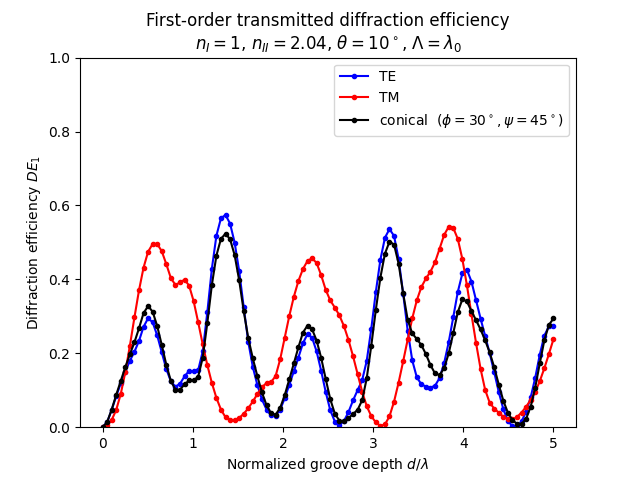 First-order transmitted diffraction efficiency
$n_I = 1$, $n_{II} = 2.04$, $\theta = 10^\circ$, $\Lambda = \lambda_0$
TE
TM
conical ($\phi = 30^\circ, \psi = 45^\circ$)
Diffraction efficiency $DE_1$
1.0
0.8
0.6
0.4
0.2
0.0
0 1 2 3 4 5
Normalized groove depth $d/\lambda$